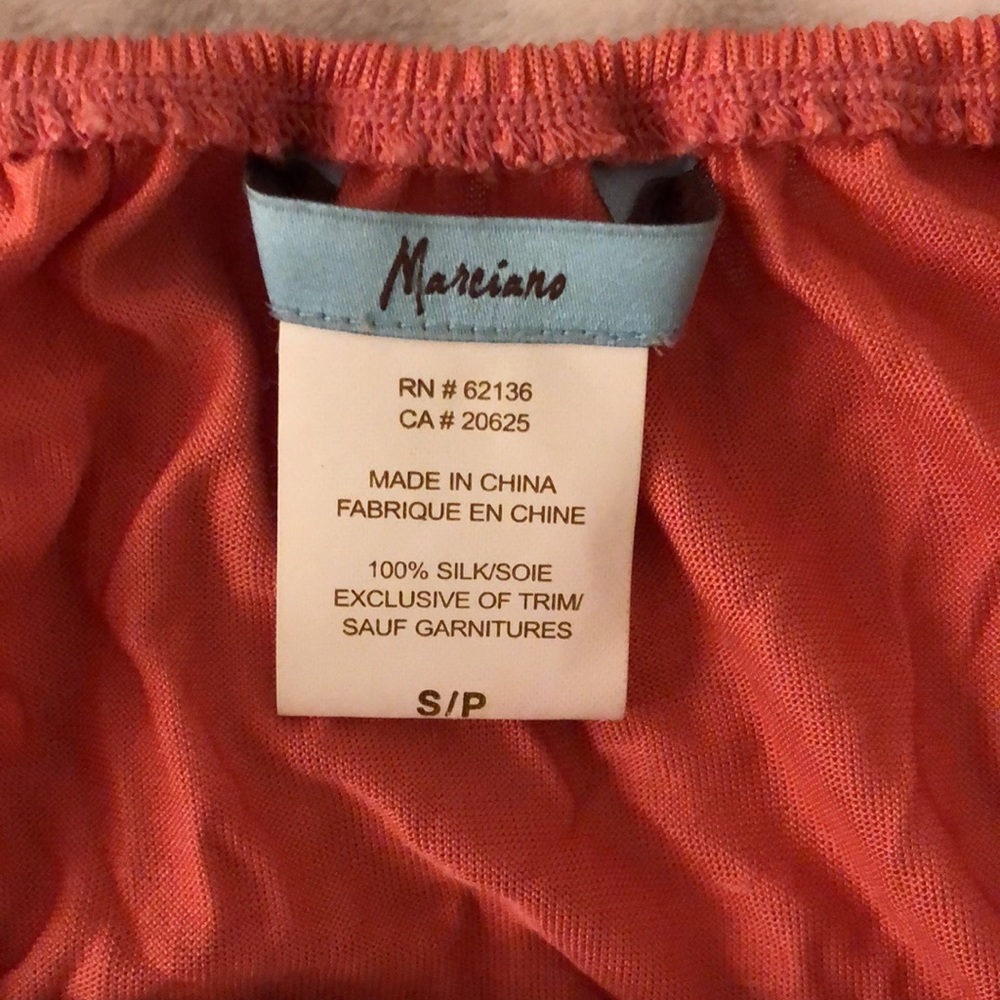 Marciano
RN # 62136
CA # 20625
MADE IN CHINA
FABRIQUE EN CHINE
100% SILK/SOIE
EXCLUSIVE OF TRIM/
SAUF GARNITURES
S/P